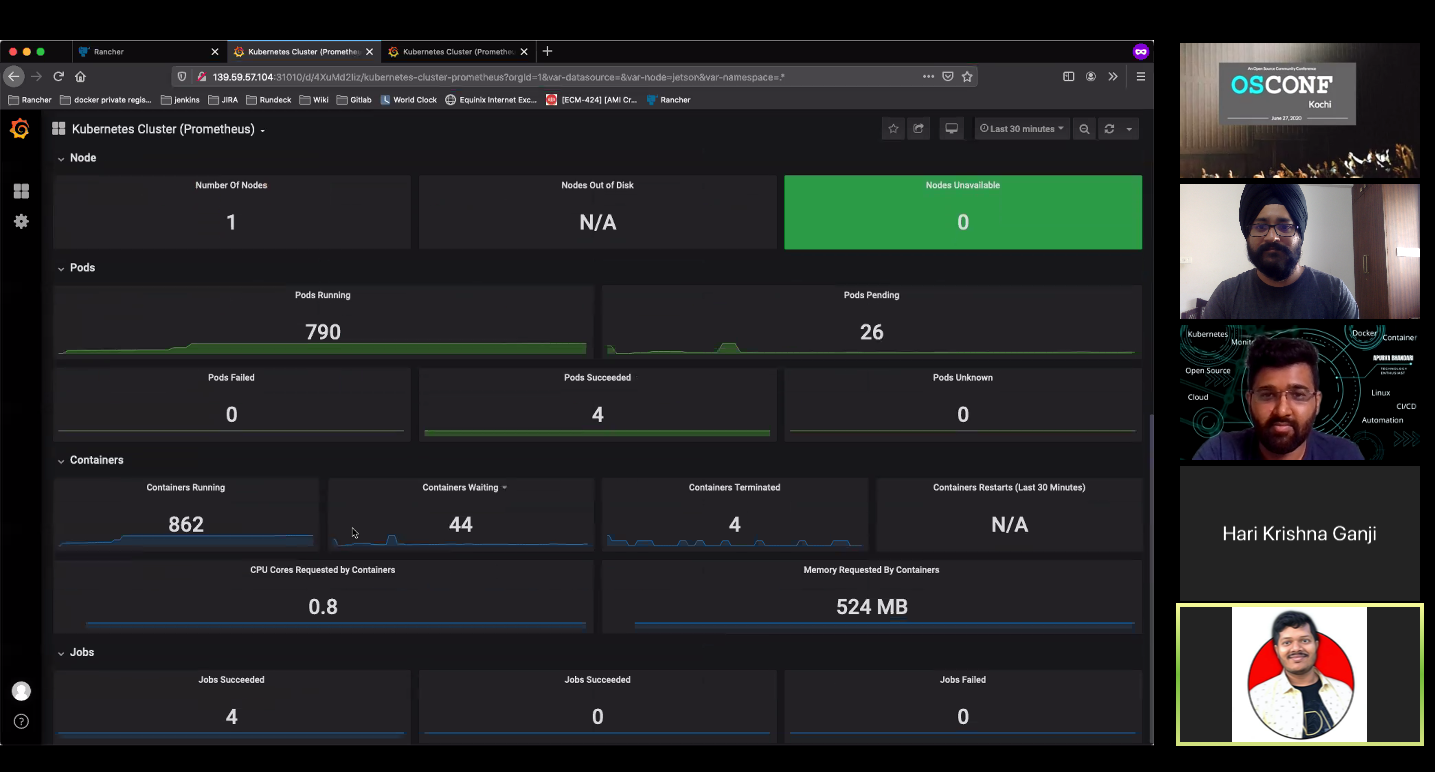 Rancher
Kubernetes Cluster (Promethe
Kubernetes Cluster (Promethe
139.59.57.104:31010/d/4XuMd2Iiz/kubernetes-cluster-prometheus?orgId=1&var-datasource=&var-node=jetson&var-namespace=.*
Rancher
docker private regis...
jenkins
JIRA
Rundeck
Wiki
Gitlab
World Clock
Equinix Internet Exc...
[ECM-424] [AMI Cr...
Rancher
Kubernetes Cluster (Prometheus)
Last 30 minutes
Node
Number Of Nodes
1
Nodes Out of Disk
N/A
Nodes Unavailable
0
Pods
Pods Running
790
Pods Pending
26
Pods Failed
0
Pods Succeeded
4
Pods Unknown
0
Containers
Containers Running
862
Containers Waiting
44
Containers Terminated
4
Containers Restarts (Last 30 Minutes)
N/A
CPU Cores Requested by Containers
0.8
Memory Requested By Containers
524 MB
Jobs
Jobs Succeeded
4
Jobs Succeeded
0
Jobs Failed
0
An Open Source Community Conference
OSCONF
Kochi
June 27, 2020
Kubernetes
Monito
Docker
Container
APURVA BHANDARI
TECHNOLOGY
ENTHUSIAST
Open Source
Cloud
Linux
CI/CD
Automation
Hari Krishna Ganji